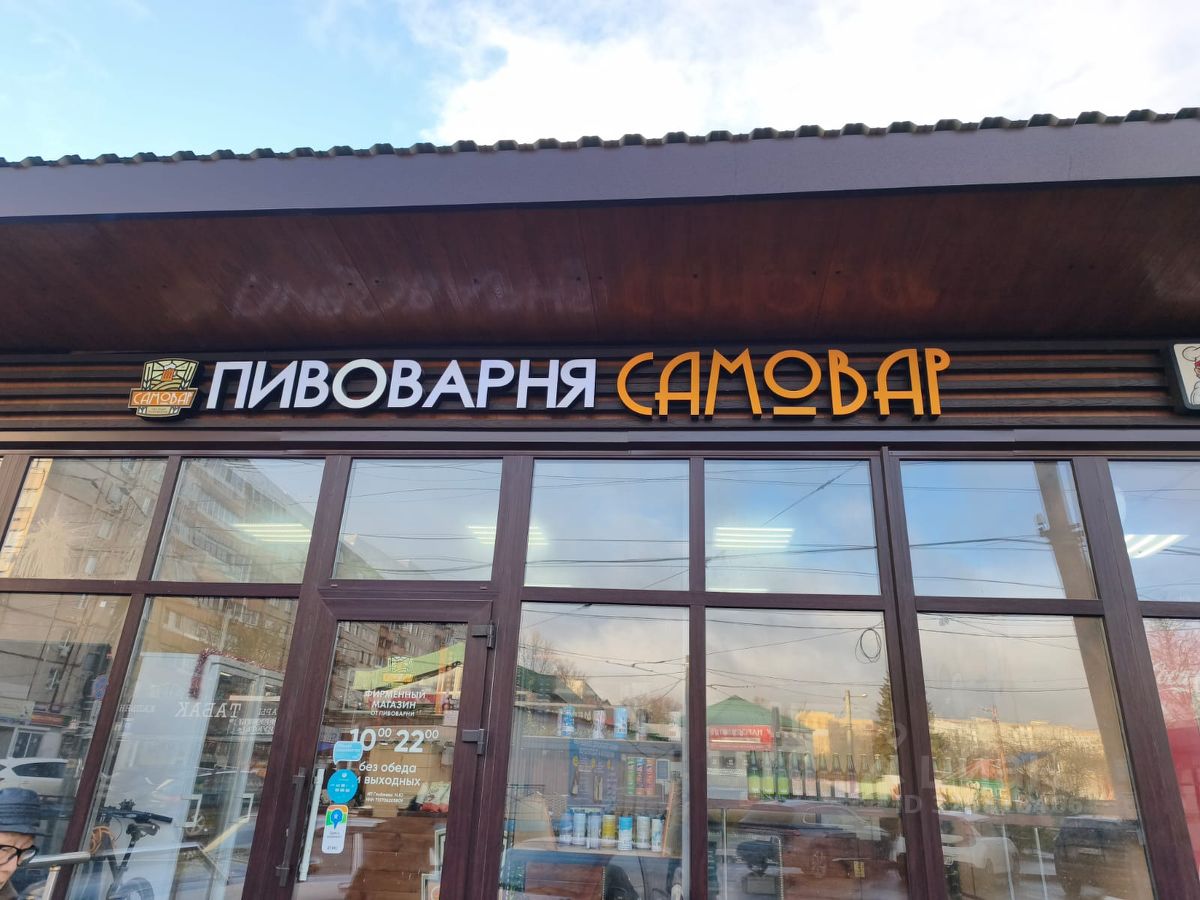 ПИВОВАРНЯ САМОВАР
САМОВАР
ФИРМЕННЫЙ
МАГАЗИН
ОТ ПИВОВАРНИ
10⁰⁰-22⁰⁰
без обеда
и выходных
ТАБАК